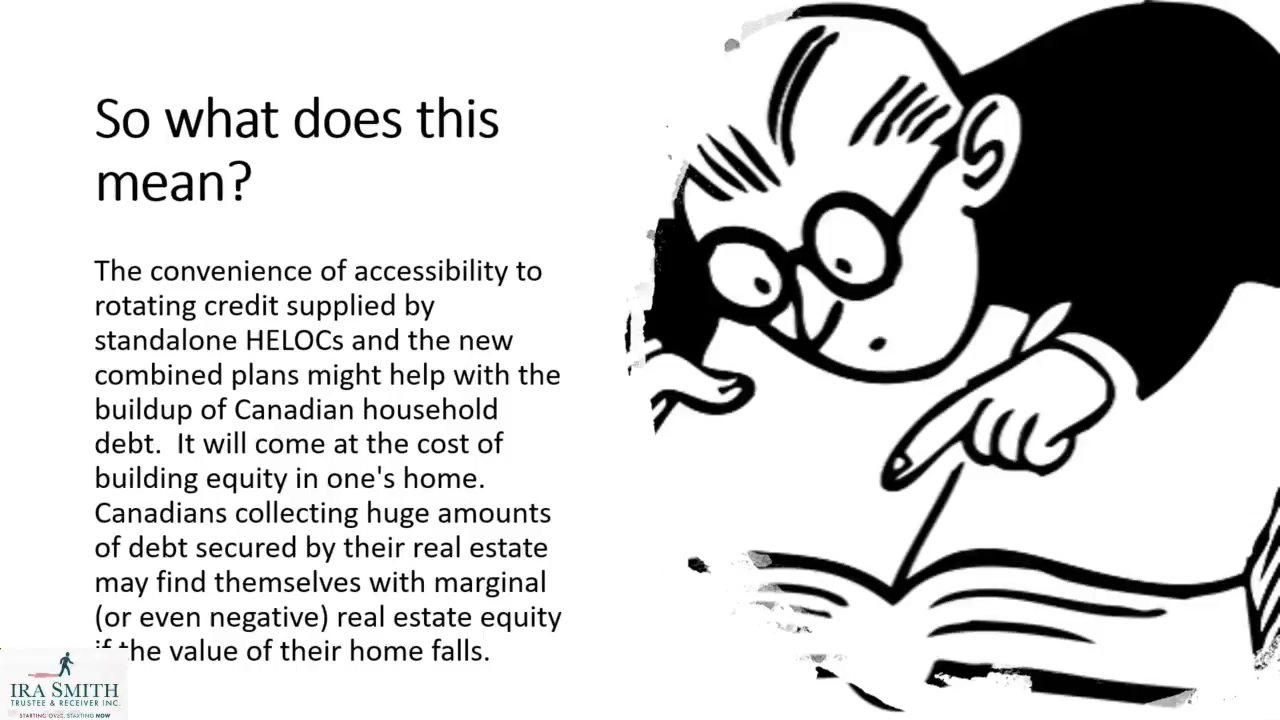 So what does this
mean?
The convenience of accessibility to
rotating credit supplied by
standalone HELOCs and the new
combined plans might help with the
buildup of Canadian household
debt.  It will come at the cost of
building equity in one's home.
Canadians collecting huge amounts
of debt secured by their real estate
may find themselves with marginal
(or even negative) real estate equity
if the value of their home falls.
IRA SMITH
TRUSTEE & RECEIVER INC.
STARTING OVER, STARTING NOW